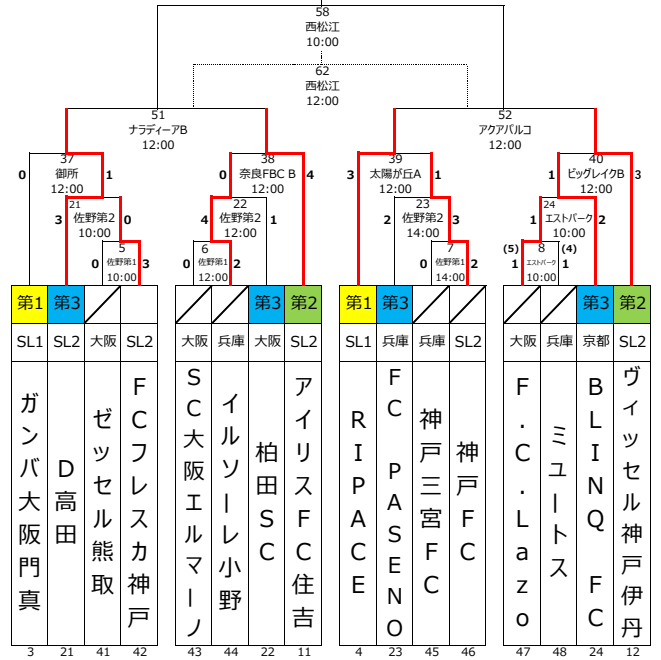 58
西松江
10:00
62
西松江
12:00
51
ナラディーアB
12:00
52
アクアパルコ
12:00
37
御所
12:00
0
1
38
奈良FBC B
12:00
0
4
39
太陽が丘A
12:00
3
1
40
ビッグレイクB
12:00
1
3
21
佐野第2
10:00
3
0
22
佐野第2
12:00
4
1
23
佐野第2
14:00
2
3
24
エストパーク
10:00
1
2
5
佐野第1
10:00
0
3
6
佐野第1
12:00
0
2
7
佐野第1
14:00
0
2
(5)
8
(4)
エストパーク
10:00
1
1
第1
第3
第3
第2
第1
第3
第3
第2
SL1
SL2
大阪
SL2
大阪
兵庫
大阪
SL2
SL1
兵庫
兵庫
SL2
大阪
兵庫
京都
SL2
ガンバ大阪門真
D高田
ゼッセル熊取
FCフレスカ神戸
SC大阪エルマーノ
イルソーレ小野
柏田SC
アイリスFC住吉
RIPACE
FC PASENO
神戸三宮FC
神戸FC
F.C.Lazo
ミュートス
BLINQ FC
ヴィッセル神戸伊丹
3
21
41
42
43
44
22
11
4
23
45
46
47
48
24
12